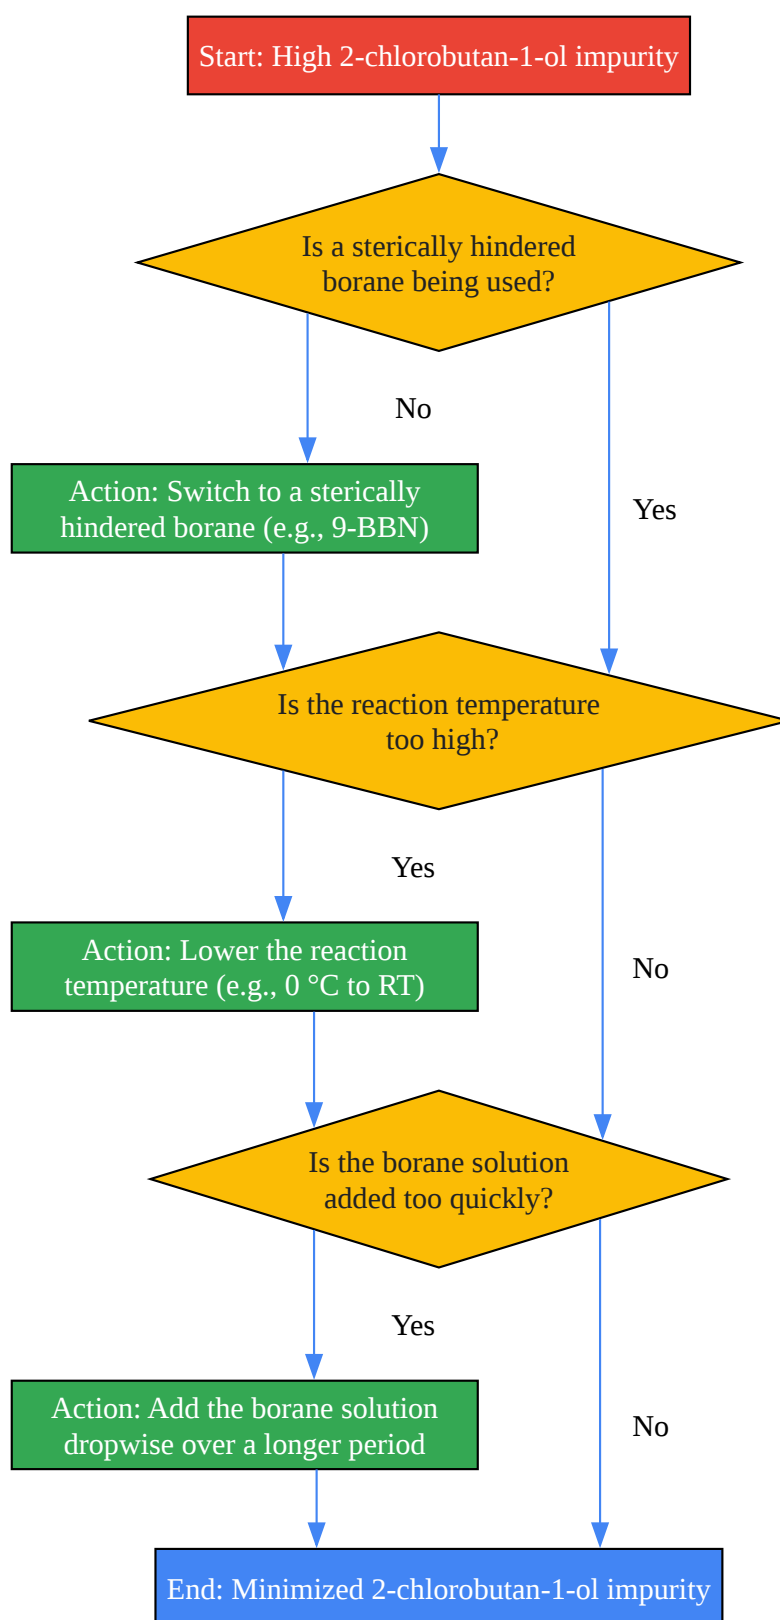 Start: High 2-chlorobutan-1-ol impurity
Is a sterically hindered
borane being used?
No
Action: Switch to a sterically
hindered borane (e.g., 9-BBN)
Yes
Is the reaction temperature
too high?
Yes
Action: Lower the reaction
temperature (e.g., 0 °C to RT)
No
Is the borane solution
added too quickly?
Yes
Action: Add the borane solution
dropwise over a longer period
No
End: Minimized 2-chlorobutan-1-ol impurity